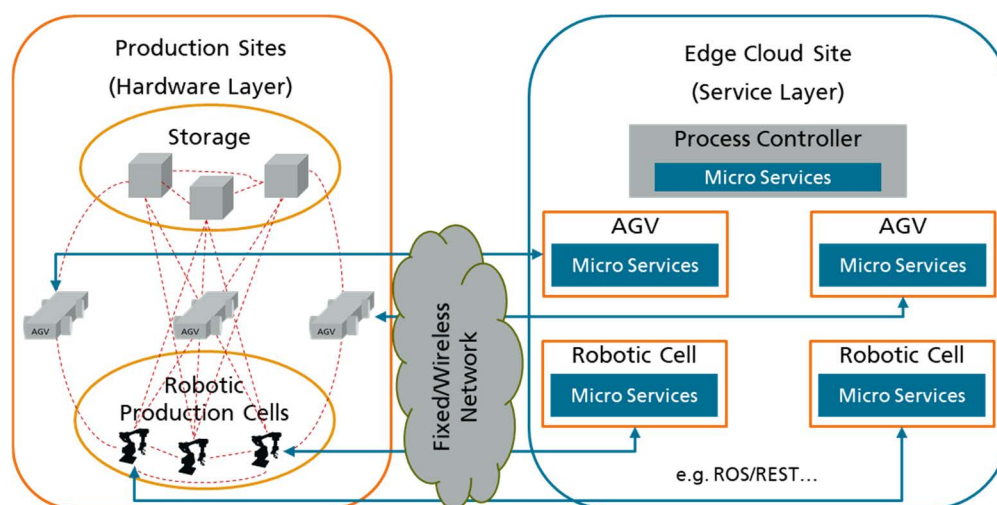 Production Sites
(Hardware Layer)
Storage
AGV
AGV
AGV
Robotic
Production Cells
Fixed/Wireless
Network
Edge Cloud Site
(Service Layer)
Process Controller
Micro Services
AGV
Micro Services
AGV
Micro Services
Robotic Cell
Micro Services
Robotic Cell
Micro Services
e.g. ROS/REST...